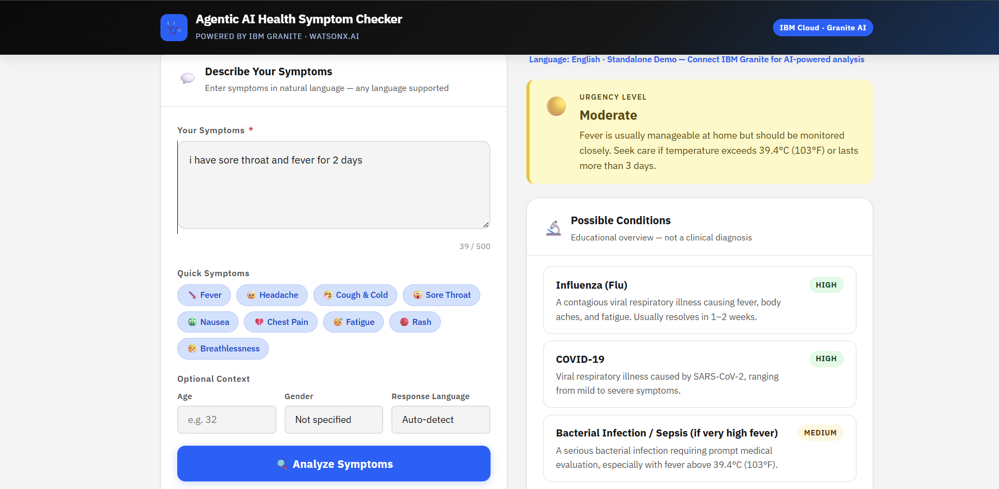 Agentic AI Health Symptom Checker
POWERED BY IBM GRANITE · WATSONX.AI
IBM Cloud · Granite AI
Describe Your Symptoms
Enter symptoms in natural language — any language supported
Your Symptoms *
i have sore throat and fever for 2 days
39 / 500
Quick Symptoms
Fever
Headache
Cough & Cold
Sore Throat
Nausea
Chest Pain
Fatigue
Rash
Breathlessness
Optional Context
Age
Gender
Response Language
e.g. 32
Not specified
Auto-detect
Analyze Symptoms
Language: English · Standalone Demo — Connect IBM Granite for AI-powered analysis
URGENCY LEVEL
Moderate
Fever is usually manageable at home but should be monitored
closely. Seek care if temperature exceeds 39.4°C (103°F) or lasts
more than 3 days.
Possible Conditions
Educational overview — not a clinical diagnosis
Influenza (Flu)
HIGH
A contagious viral respiratory illness causing fever, body
aches, and fatigue. Usually resolves in 1–2 weeks.
COVID-19
HIGH
Viral respiratory illness caused by SARS-CoV-2, ranging
from mild to severe symptoms.
Bacterial Infection / Sepsis (if very high fever)
MEDIUM
A serious bacterial infection requiring prompt medical
evaluation, especially with fever above 39.4°C (103°F).